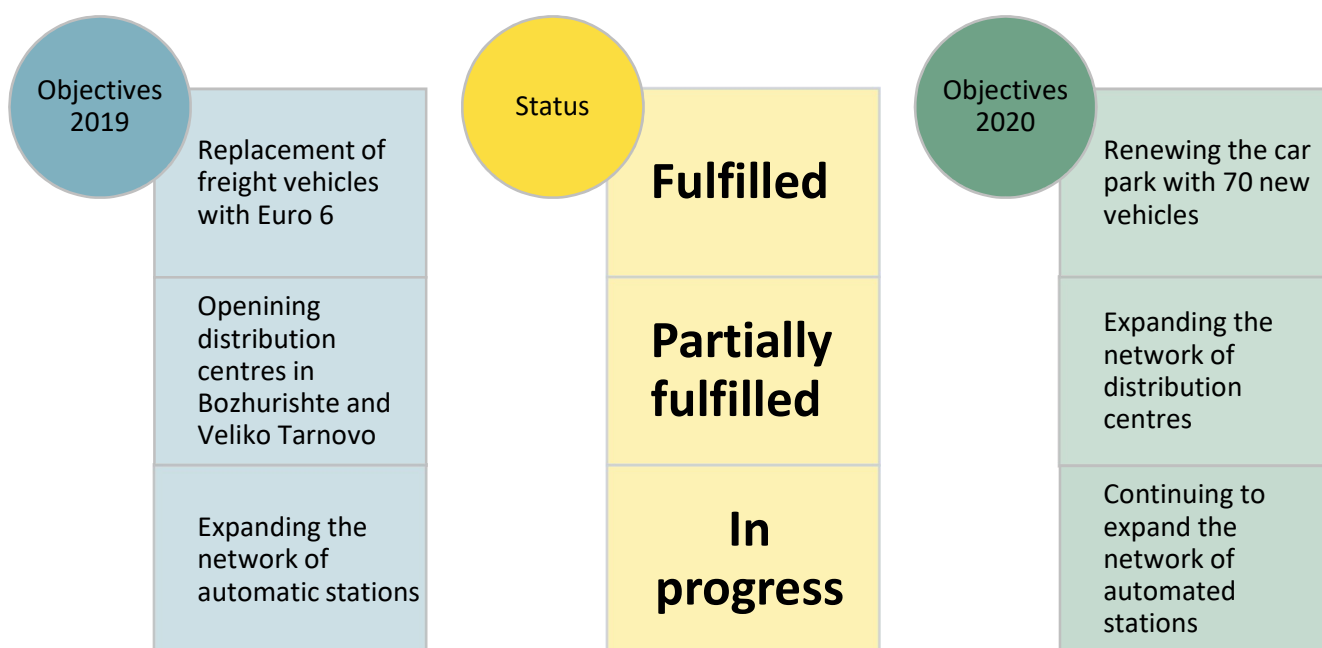 Objectives
2019
Replacement of
freight vehicles
with Euro 6
Openining
distribution
centres in
Bozhurishte and
Veliko Tarnovo
Expanding the
network of
automatic stations
Status
Fulfilled
Partially
fulfilled
In
progress
Objectives
2020
Renewing the car
park with 70 new
vehicles
Expanding the
network of
distribution
centres
Continuing to
expand the
network of
automated
stations